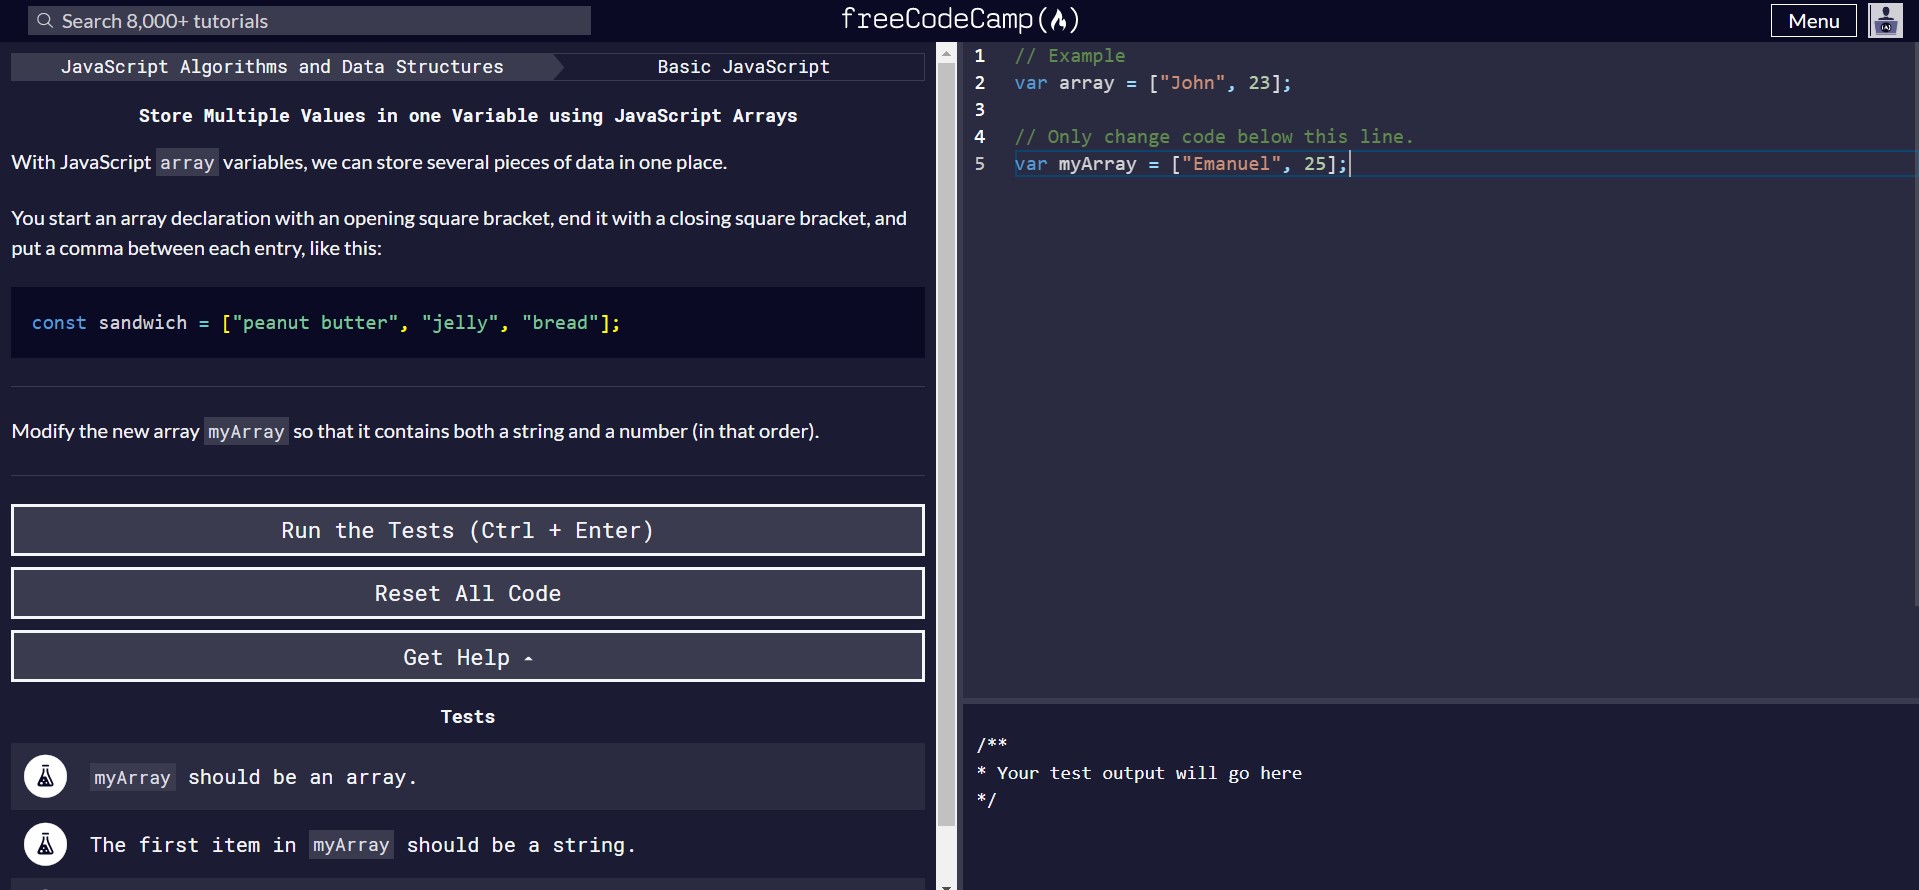 Search 8,000+ tutorials
freeCodeCamp
Menu
JavaScript Algorithms and Data Structures
Basic JavaScript
Store Multiple Values in one Variable using JavaScript Arrays
With JavaScript array variables, we can store several pieces of data in one place.
You start an array declaration with an opening square bracket, end it with a closing square bracket, and
put a comma between each entry, like this:
const sandwich = ["peanut butter", "jelly", "bread"];
Modify the new array myArray so that it contains both a string and a number (in that order).
Run the Tests (Ctrl + Enter)
Reset All Code
Get Help
Tests
myArray should be an array.
The first item in myArray should be a string.
1 // Example
2 var array = ["John", 23];
3
4 // Only change code below this line.
5 var myArray = ["Emanuel", 25];
/**
* Your test output will go here
*/